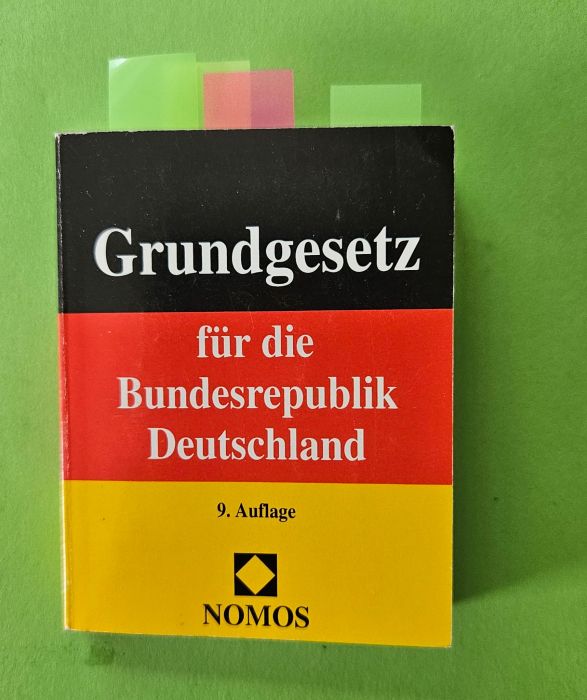 Grundgesetz
für die
Bundesrepublik
Deutschland
9. Auflage
NOMOS